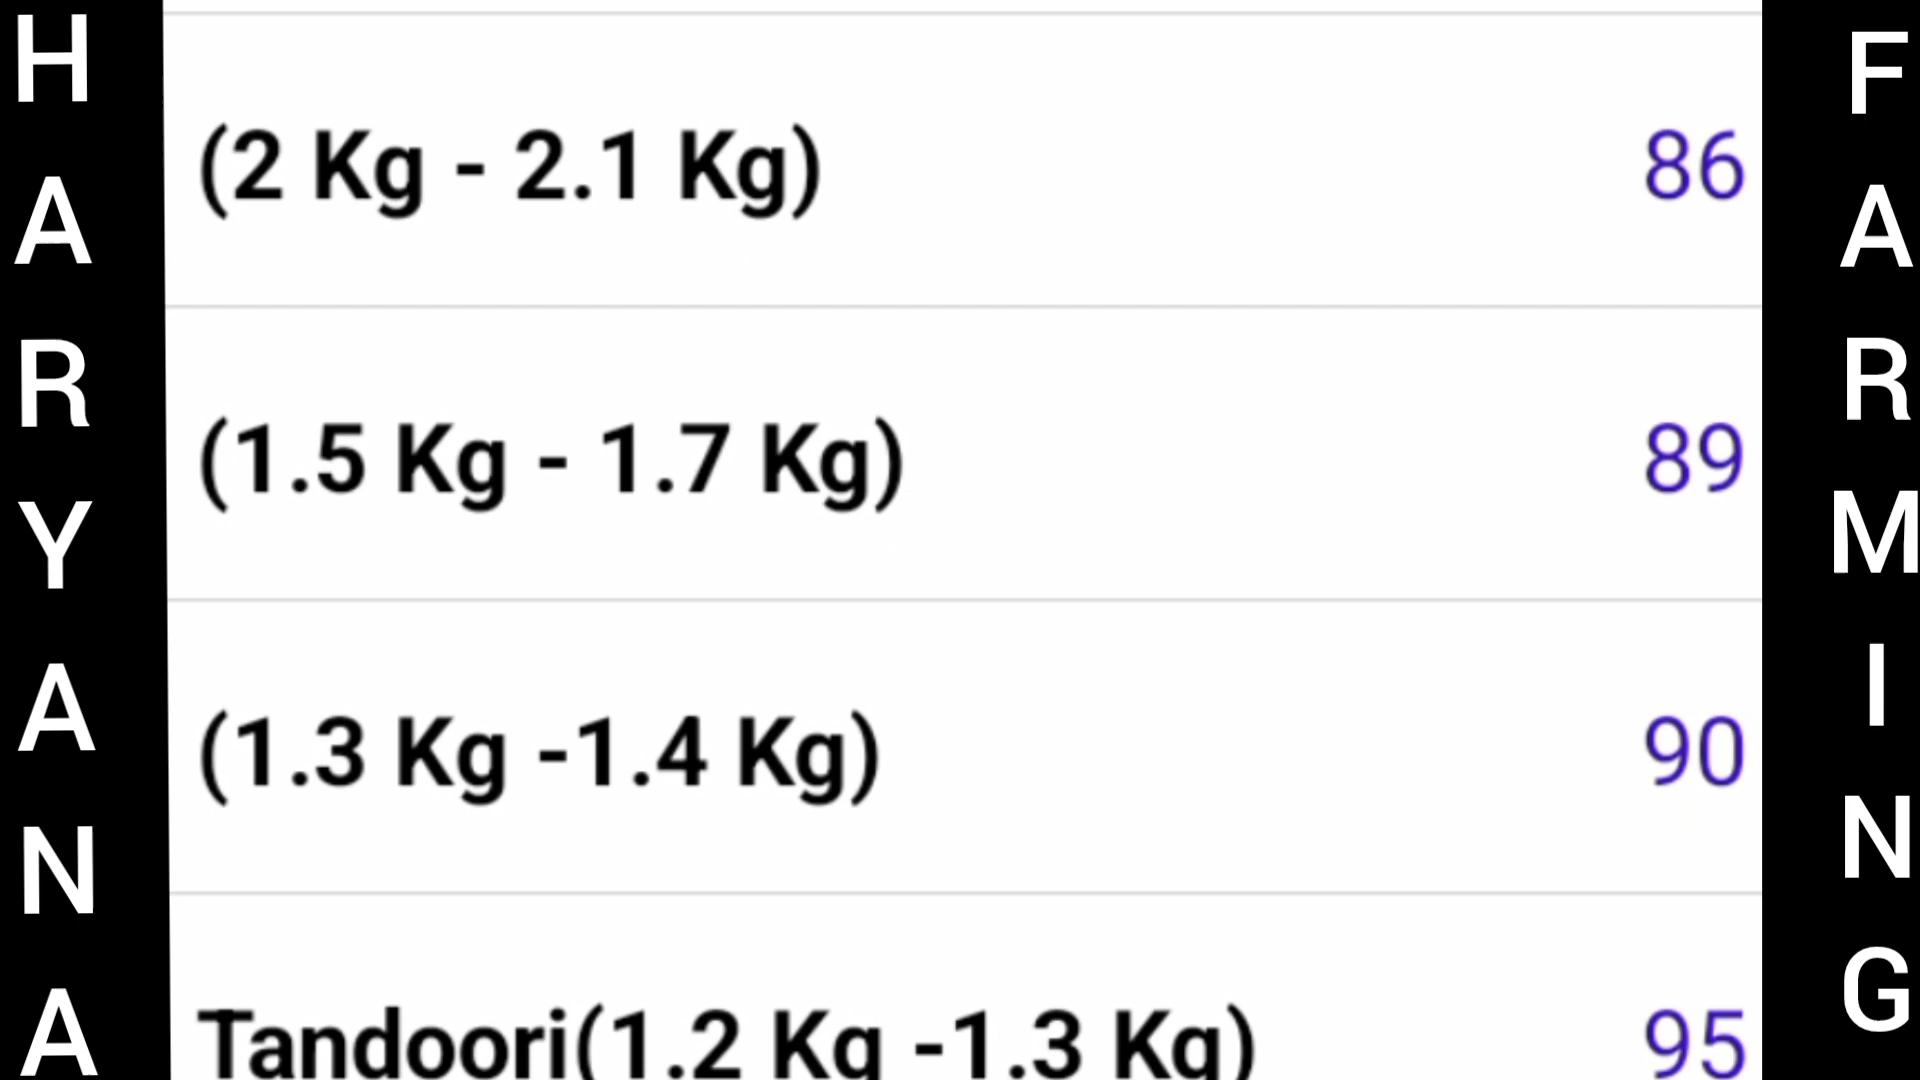 HARYANA
(2 Kg - 2.1 Kg) 86
(1.5 Kg - 1.7 Kg) 89
(1.3 Kg -1.4 Kg) 90
Tandoori(1.2 Kg -1.3 Kg) 95
FARMING